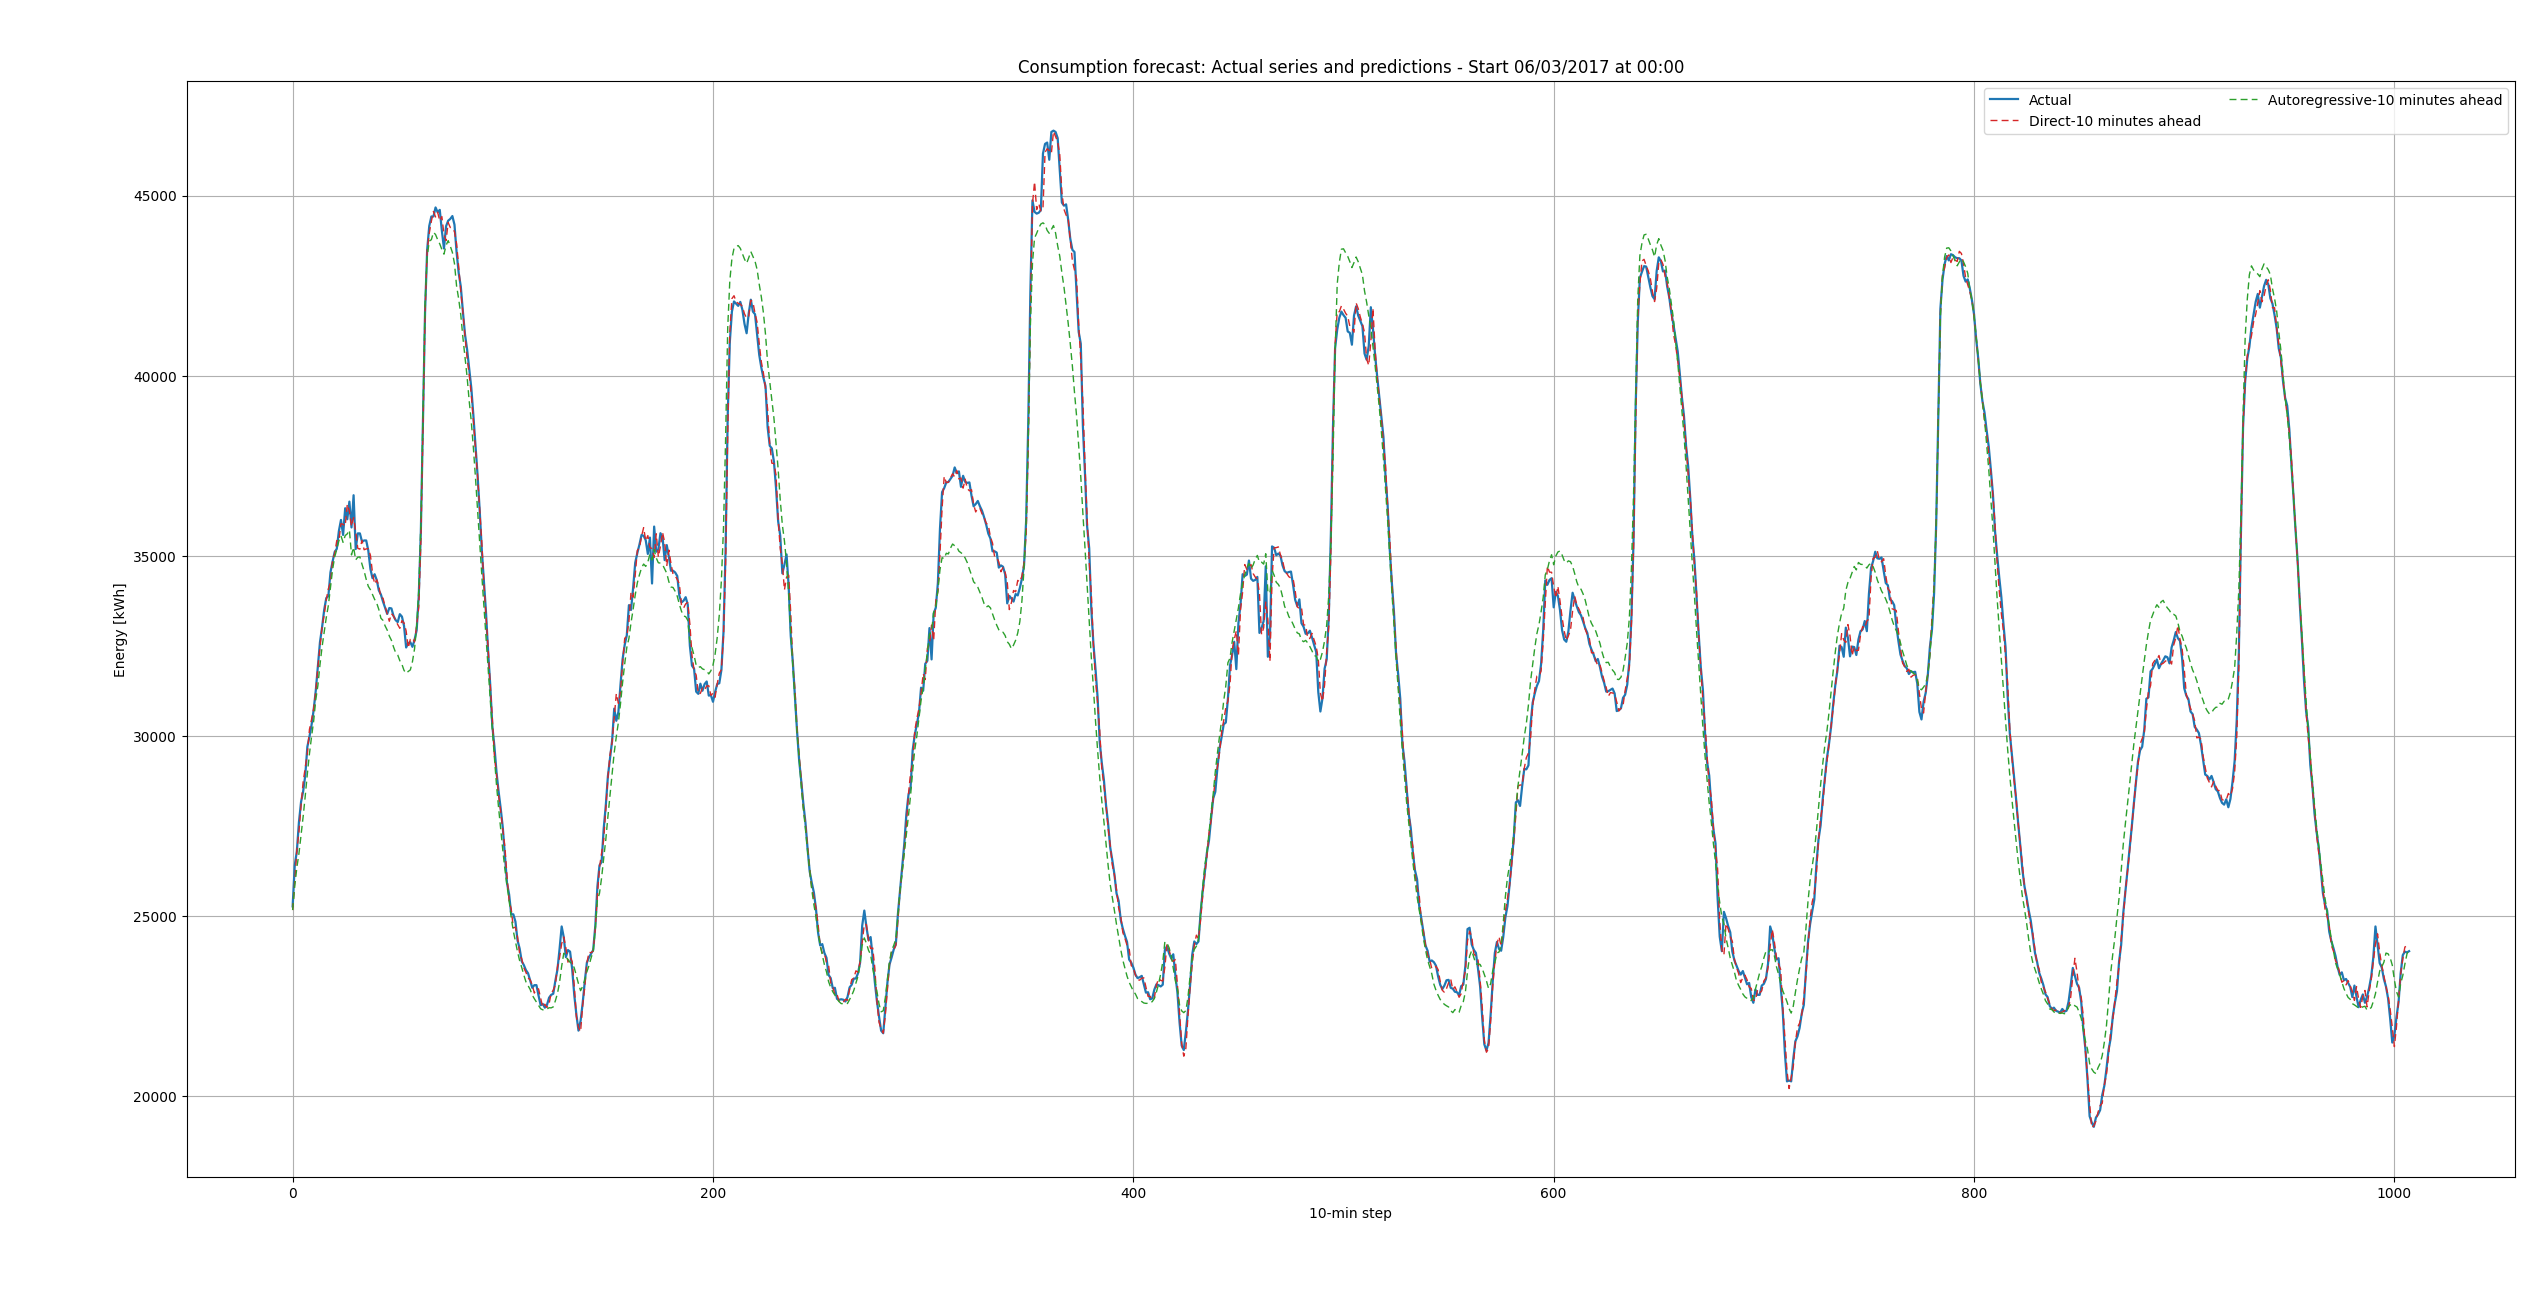 Consumption forecast: Actual series and predictions - Start 06/03/2017 at 00:00
Actual
Direct-10 minutes ahead
Autoregressive-10 minutes ahead
Energy [kWh]
45000
40000
35000
30000
25000
20000
0
200
400
600
800
1000
10-min step